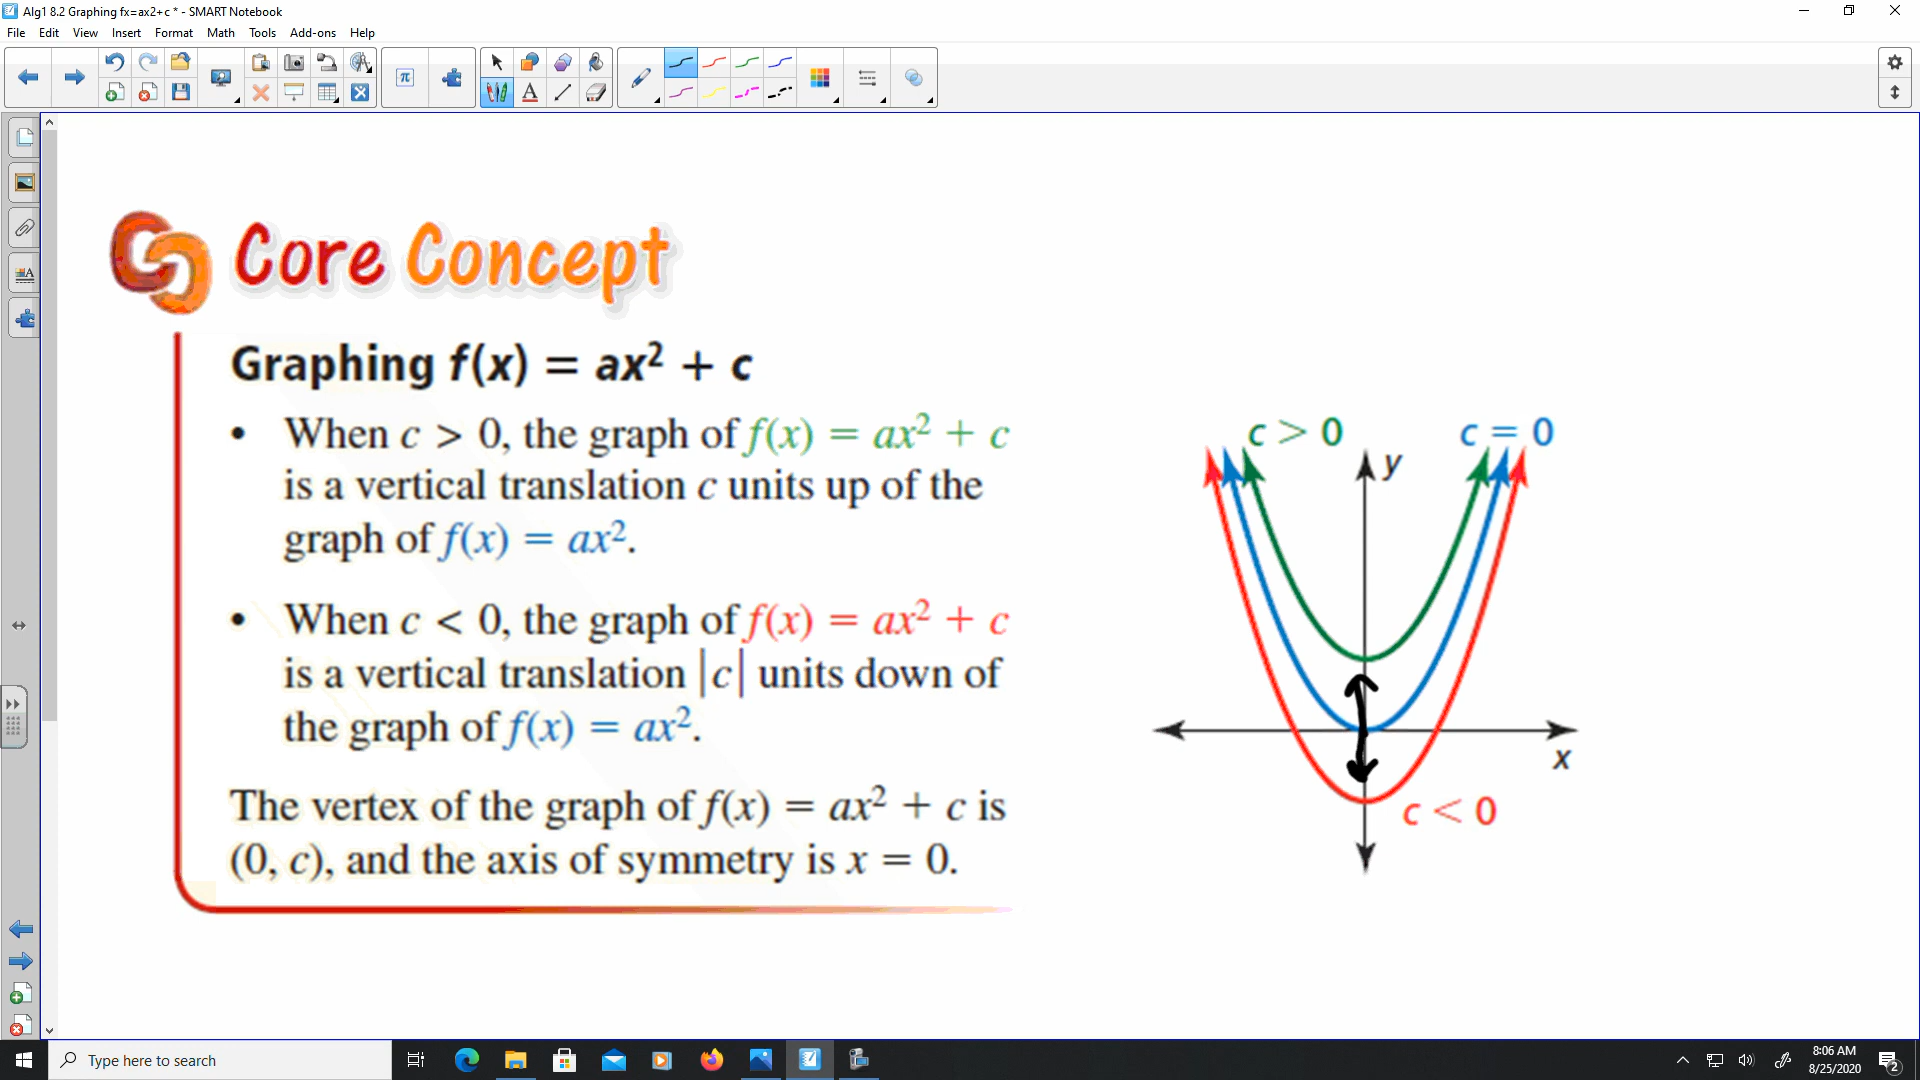 Alg1 8.2 Graphing fx=ax2+c * - SMART Notebook
File Edit View Insert Format Math Tools Add-ons Help
Core Concept
Graphing f(x) = ax² + c
• When c > 0, the graph of f(x) = ax² + c
is a vertical translation c units up of the
graph of f(x) = ax².
• When c < 0, the graph of f(x) = ax² + c
is a vertical translation |c| units down of
the graph of f(x) = ax².
The vertex of the graph of f(x) = ax² + c is
(0, c), and the axis of symmetry is x = 0.
c > 0
c = 0
y
x
c < 0
Type here to search
8:06 AM
8/25/2020
2